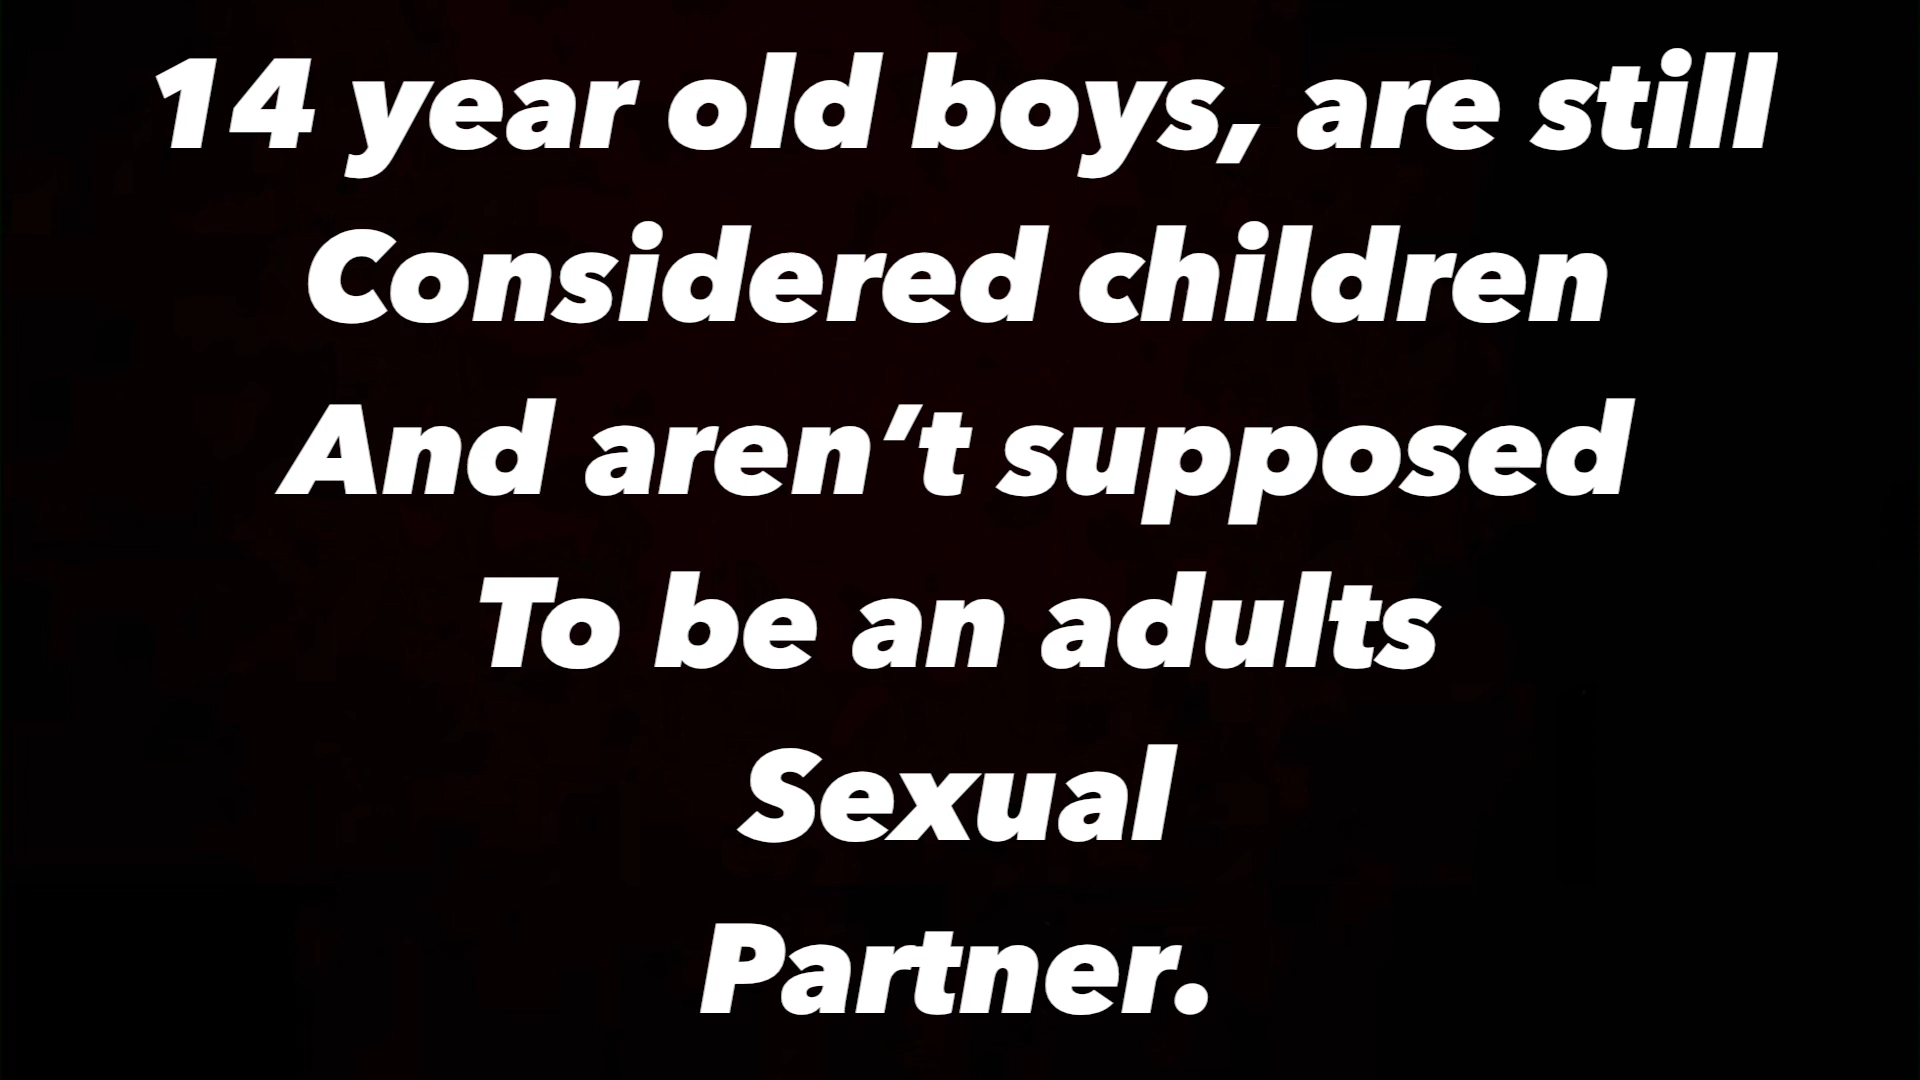 14 year old boys, are still
Considered children
And aren’t supposed
To be an adults
Sexual
Partner.